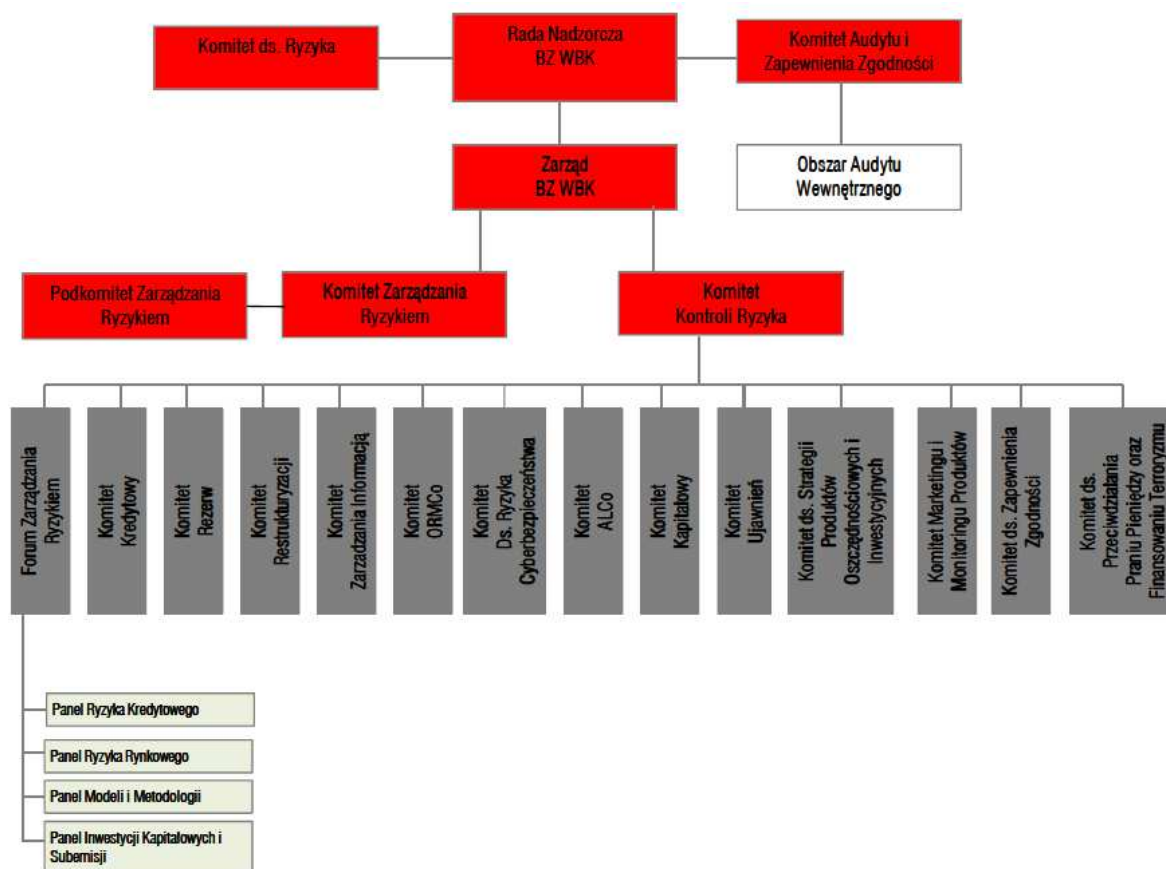 Komitet ds. Ryzyka
Rada Nadzorcza
BZ WBK
Komitet Audytu i
Zapewnienia Zgodności
Zarząd
BZ WBK
Obszar Audytu
Wewnętrznego
Podkomitet Zarządzania
Ryzykiem
Komitet Zarządzania
Ryzykiem
Komitet
Kontroli Ryzyka
Forum Zarządzania
Ryzykiem
Komitet
Kredytowy
Komitet
Rezerw
Komitet
Restrukturyzacji
Komitet
Zarzadzania Informacją
Komitet
ORMCo
Komitet
Ds. Ryzyka
Cyberbezpieczeństwa
Komitet
ALCo
Komitet
Kapitałowy
Komitet
Ujawnień
Komitet ds. Strategii
Produktów
Oszczędnościowych i
Inwestycyjnych
Komitet Marketingu i
Monitoringu Produktów
Komitet ds. Zapewnienia
Zgodności
Komitet ds.
Przeciwdziałania
Praniu Pieniędzy oraz
Finansowaniu Terroryzmu
Panel Ryzyka Kredytowego
Panel Ryzyka Rynkowego
Panel Modeli i Metodologii
Panel Inwestycji Kapitałowych i
Subemisji